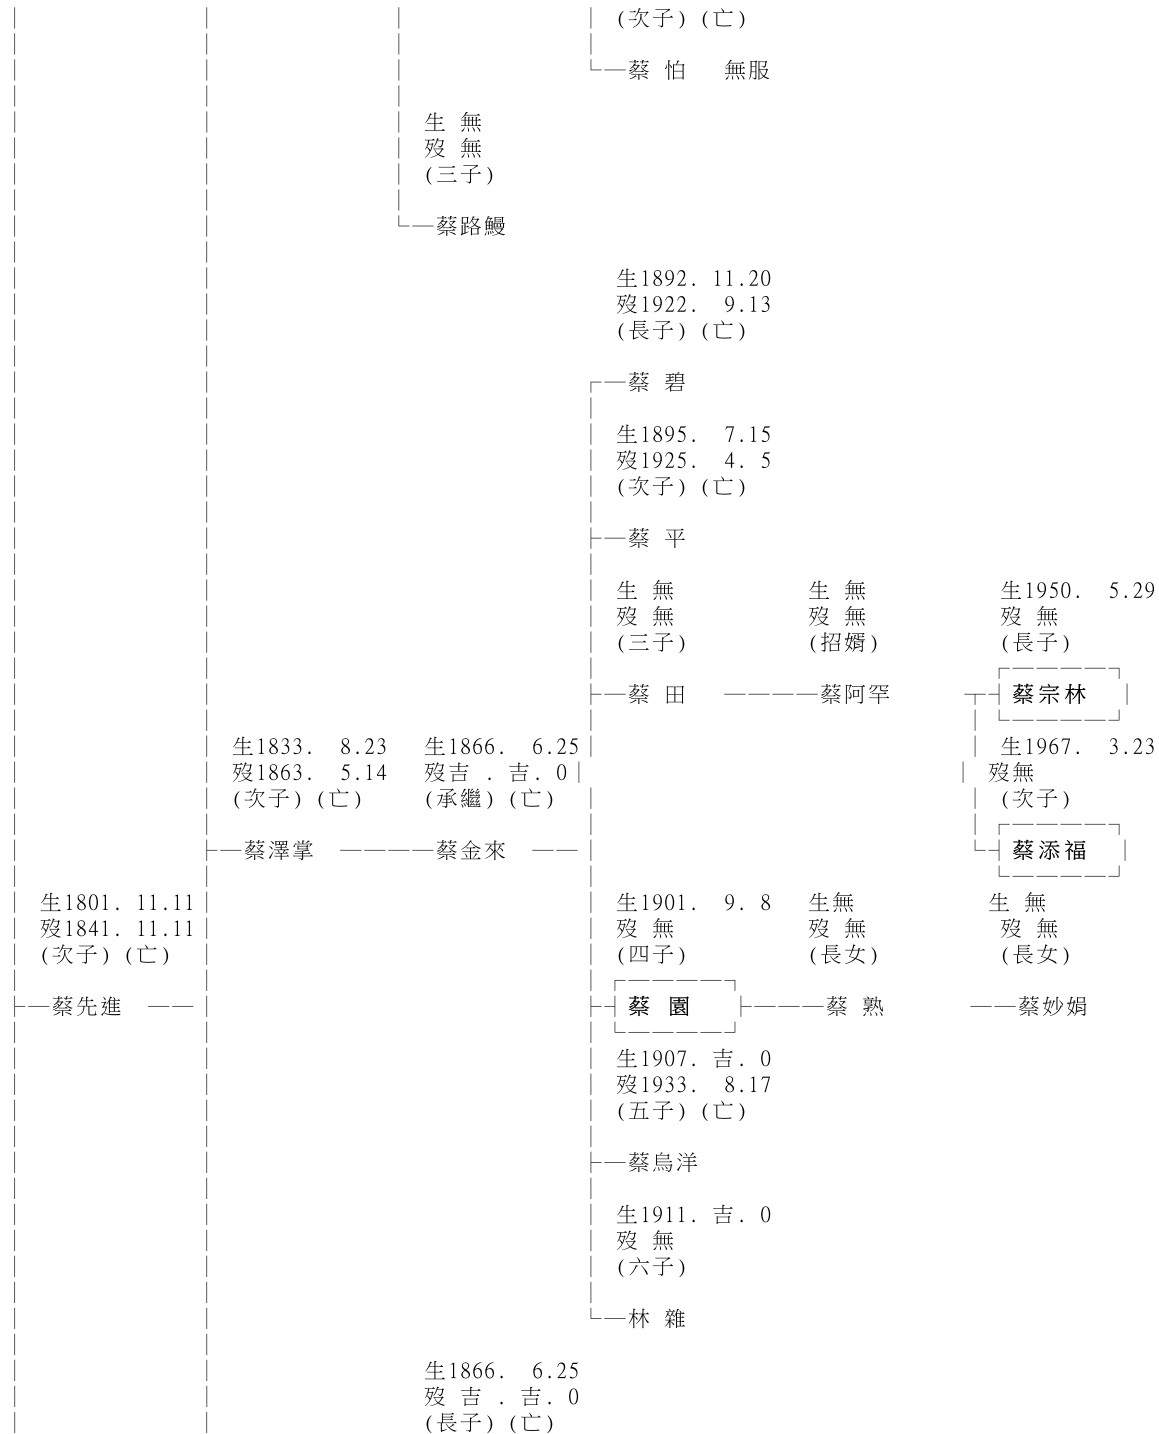 (次子)(亡)
蔡 怕 無服
生 無
歿 無
(三子)
蔡路鰻
生1892. 11.20
歿1922. 9.13
(長子)(亡)
蔡 碧
生1895. 7.15
歿1925. 4. 5
(次子)(亡)
蔡 平
生 無 生 無 生1950. 5.29
歿 無 歿 無 歿 無
(三子) (招婿) (長子)
蔡 田 蔡阿罕 蔡宗林
生1833. 8.23 生1866. 6.25 生1967. 3.23
歿1863. 5.14 歿吉 . 吉. 0 歿無
(次子)(亡) (承繼)(亡) (次子)
蔡澤掌 蔡金來 蔡添福
生1801. 11.11 生1901. 9. 8 生無 生 無
歿1841. 11.11 歿 無 歿 無 歿 無
(次子)(亡) (四子) (長女) (長女)
蔡先進 蔡 園 蔡 熟 蔡妙娟
生1907. 吉. 0
歿1933. 8.17
(五子)(亡)
蔡烏洋
生1911. 吉. 0
歿 無
(六子)
林 雜
生1866. 6.25
歿 吉 . 吉. 0
(長子)(亡)